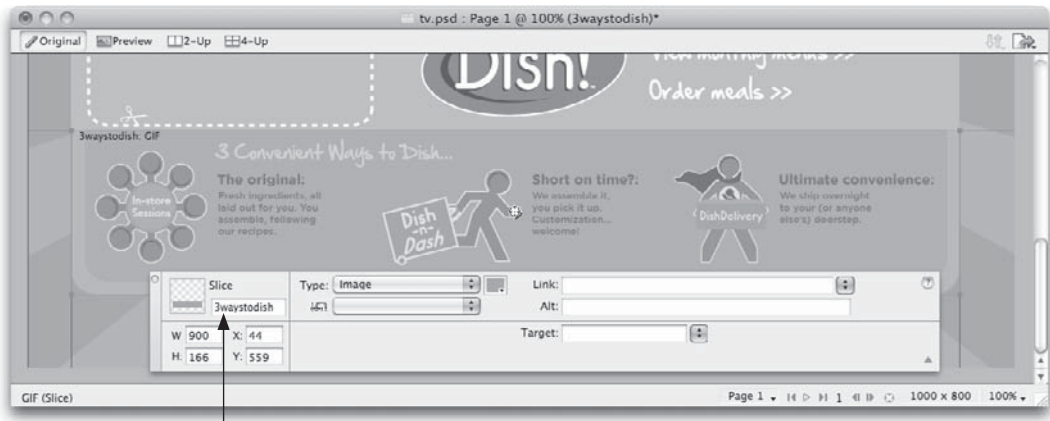 tv.psd : Page 1 @ 100% (3waystodish)*
Original Preview 2-Up 4-Up
Dish!
View monthly menus >>
Order meals >>
3waystodish: GIF
3 Convenient Ways to Dish...
In-store
Sessions
The original:
Fresh ingredients, all
laid out for you. You
assemble, following
our recipes.
Dish
-n-
Dash
Short on time?:
We assemble it,
you pick it up.
Customization...
welcome!
DishDelivery
Ultimate convenience:
We ship overnight
to your (or anyone
else's) doorstep.
Slice
3waystodish
Type: Image
Link:
Alt:
Target:
W 900 X: 44
H: 166 Y: 559
GIF (Slice)
Page 1 1 1000 x 800 100%